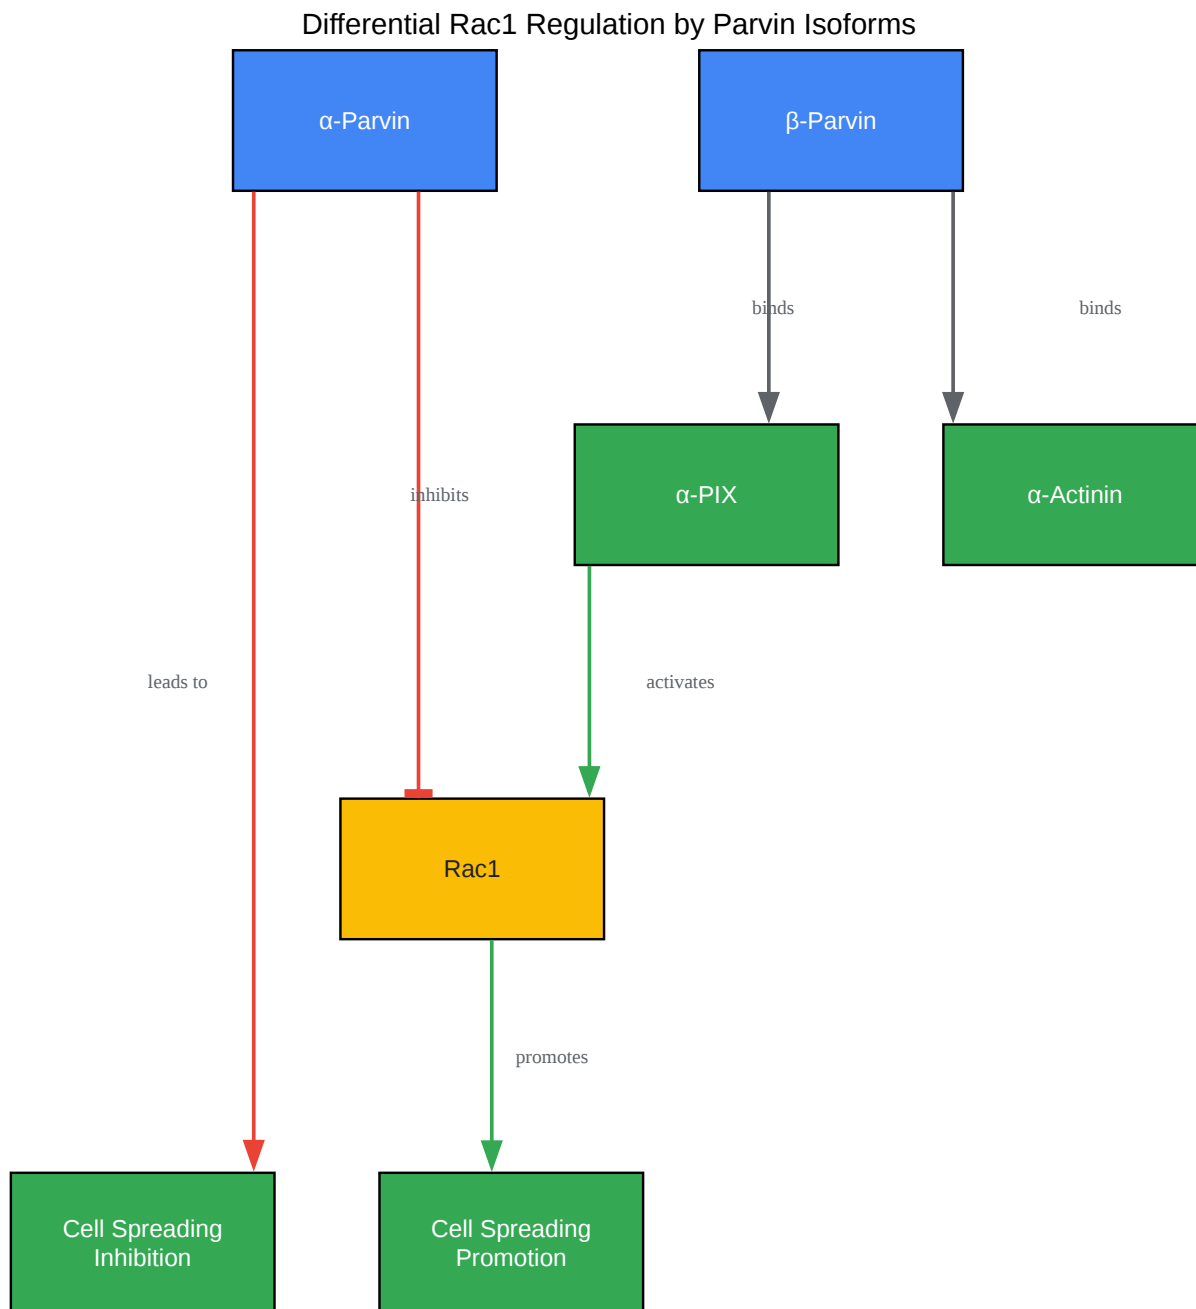 Differential Rac1 Regulation by Parvin Isoforms
α-Parvin
β-Parvin
binds
binds
α-PIX
α-Actinin
inhibits
leads to
activates
Rac1
promotes
Cell Spreading
Inhibition
Cell Spreading
Promotion